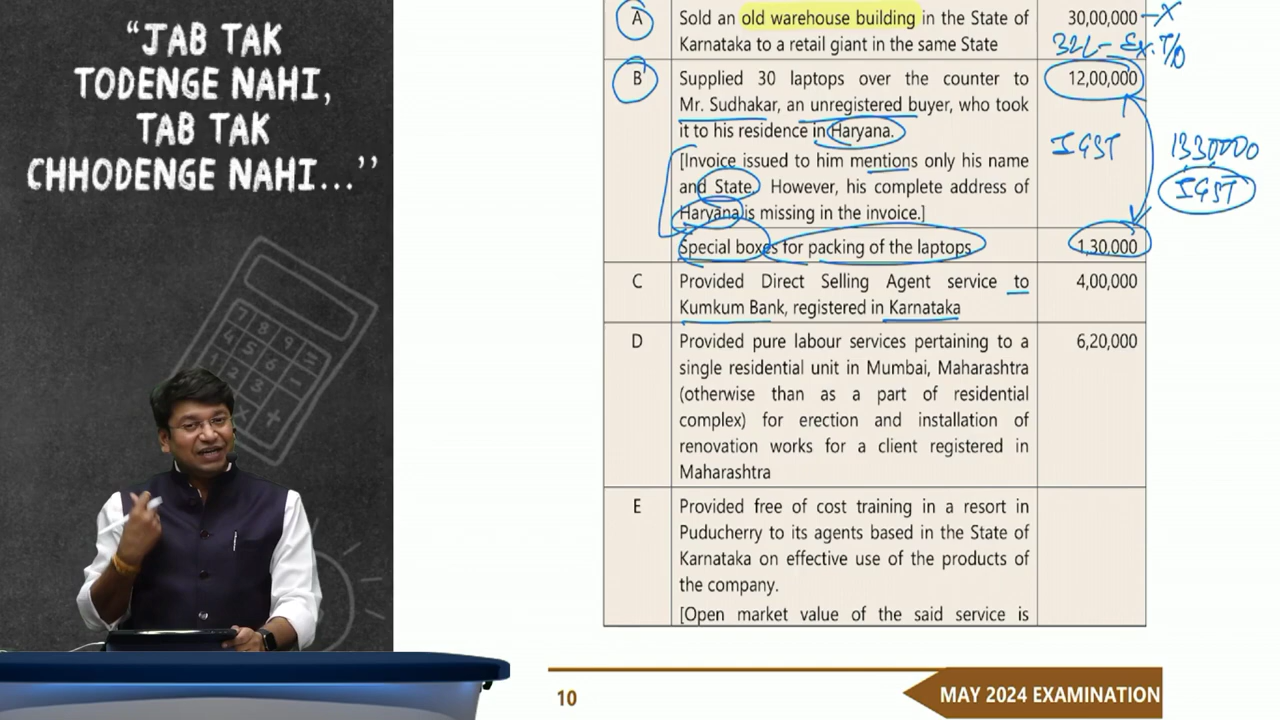 “JAB TAK
TODENGE NAHI,
TAB TAK
CHHODENGE NAHI...’’
A
Sold an old warehouse building in the State of
Karnataka to a retail giant in the same State
30,00,000 – X
32L – Ex. T/O
B
Supplied 30 laptops over the counter to
Mr. Sudhakar, an unregistered buyer, who took
it to his residence in Haryana.
[Invoice issued to him mentions only his name
and State. However, his complete address of
Haryana is missing in the invoice.]
12,00,000
IGST
1330000
IGST
Special boxes for packing of the laptops
1,30,000
C
Provided Direct Selling Agent service to
Kumkum Bank, registered in Karnataka
4,00,000
D
Provided pure labour services pertaining to a
single residential unit in Mumbai, Maharashtra
(otherwise than as a part of residential
complex) for erection and installation of
renovation works for a client registered in
Maharashtra
6,20,000
E
Provided free of cost training in a resort in
Puducherry to its agents based in the State of
Karnataka on effective use of the products of
the company.
[Open market value of the said service is
10
MAY 2024 EXAMINATION